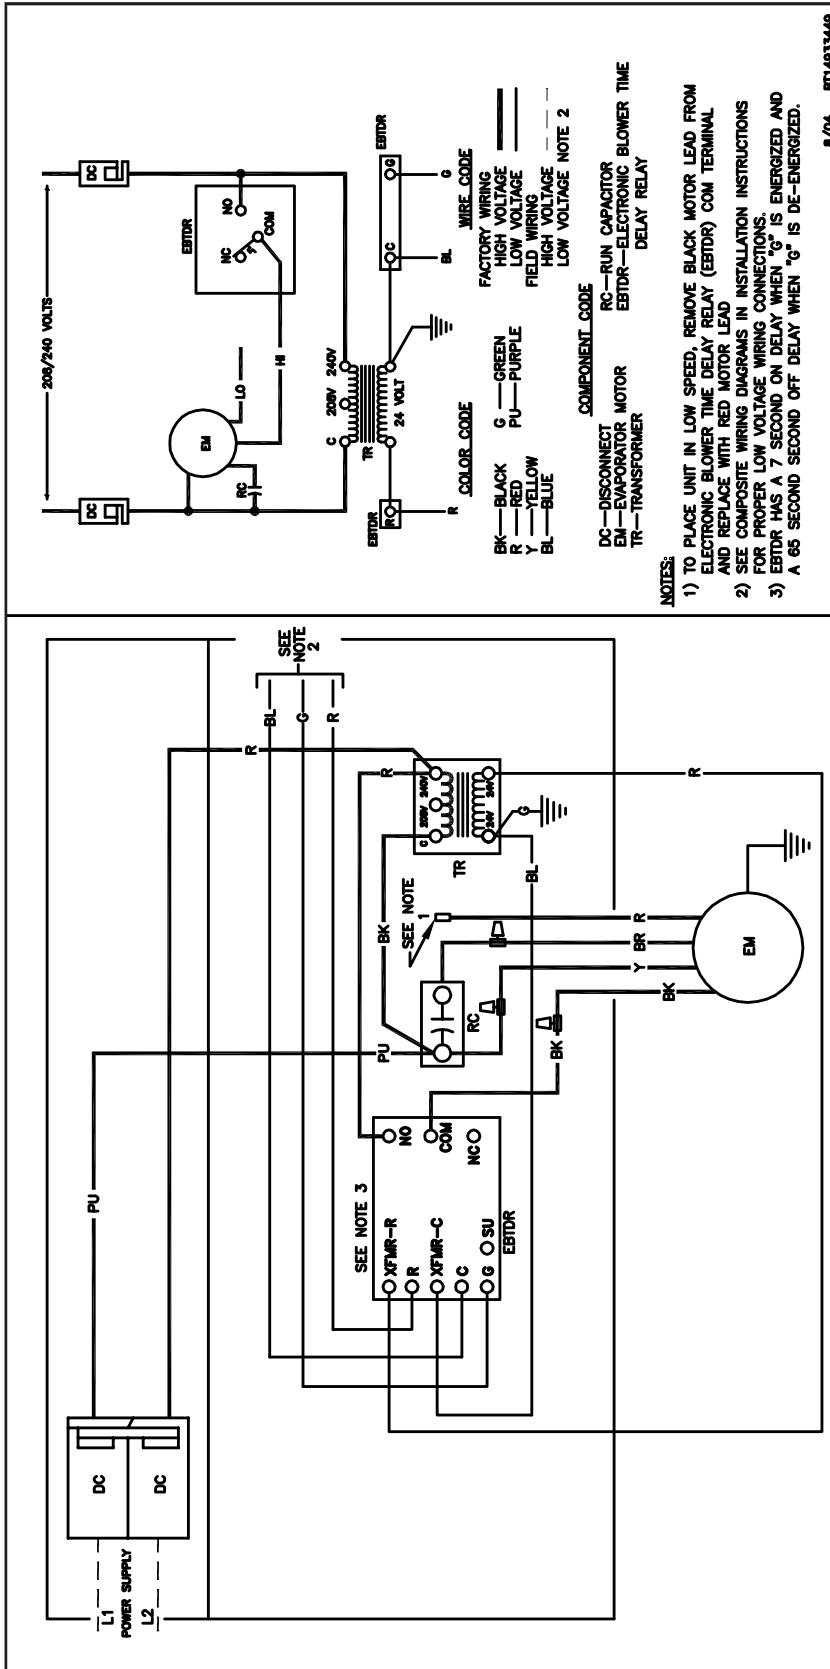 L1
POWER SUPPLY
L2
DC
DC
PU
R
SEE NOTE 2
BL
G
R
SEE NOTE 3
XFMR-R
R
XFMR-C
C
G
SU
EBTDR
NO
COM
NC
PU
BK
RC
SEE NOTE 1
R
C 208V 240V
24V 24V
TR
G
BL
R
BK
BK
Y
BR
R
EM
208/240 VOLTS
DC
DC
RC
EM
LO
HI
EBTDR
NC
NO
COM
C 208V 240V
TR
24 VOLT
EBTDR
R
R
EBTDR
C
G
BL
G
COLOR CODE
BK—BLACK
R —RED
Y —YELLOW
BL—BLUE
G —GREEN
PU—PURPLE
WIRE CODE
FACTORY WIRING
HIGH VOLTAGE
LOW VOLTAGE
FIELD WIRING
HIGH VOLTAGE
LOW VOLTAGE NOTE 2
COMPONENT CODE
DC—DISCONNECT
EM—EVAPORATOR MOTOR
TR—TRANSFORMER
RC—RUN CAPACITOR
EBTDR—ELECTRONIC BLOWER TIME
DELAY RELAY
NOTES:
1) TO PLACE UNIT IN LOW SPEED, REMOVE BLACK MOTOR LEAD FROM
ELECTRONIC BLOWER TIME DELAY RELAY (EBTDR) COM TERMINAL
AND REPLACE WITH RED MOTOR LEAD
2) SEE COMPOSITE WIRING DIAGRAMS IN INSTALLATION INSTRUCTIONS
FOR PROPER LOW VOLTAGE WIRING CONNECTIONS.
3) EBTDR HAS A 7 SECOND ON DELAY WHEN "G" IS ENERGIZED AND
A 65 SECOND SECOND OFF DELAY WHEN "G" IS DE-ENERGIZED.